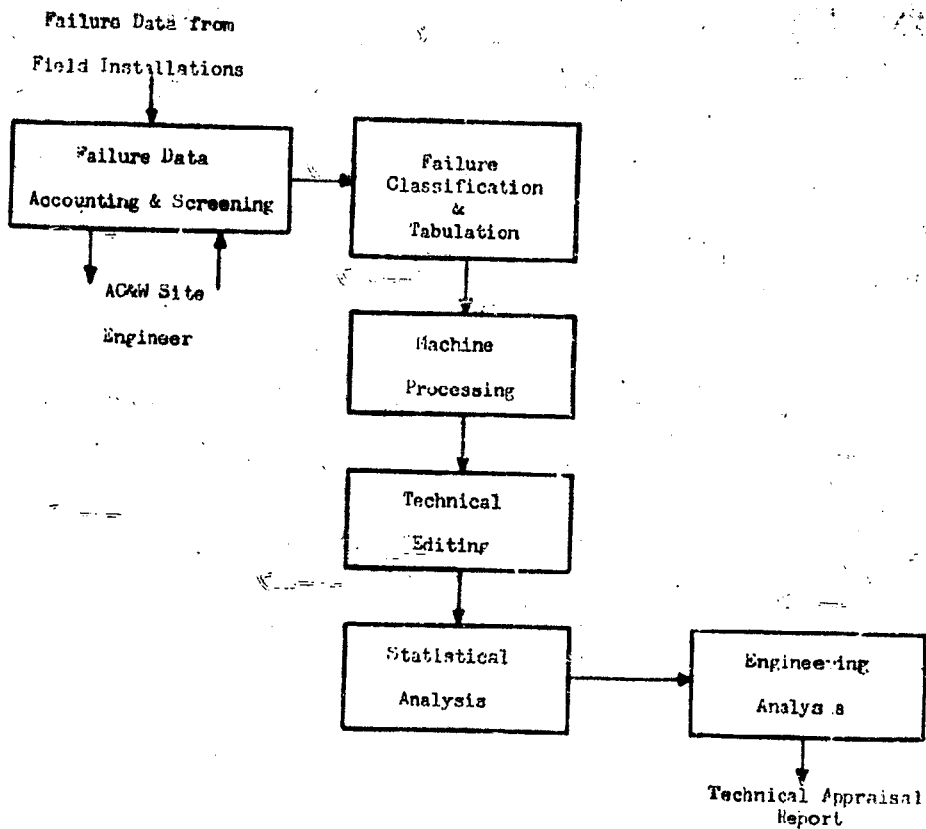 Failure Data from
Field Installations
Failure Data
Accounting & Screening
AC&W Site
Engineer
Failure
Classification
&
Tabulation
Machine
Processing
Technical
Editing
Statistical
Analysis
Engineering
Analysis
Technical Appraisal
Report